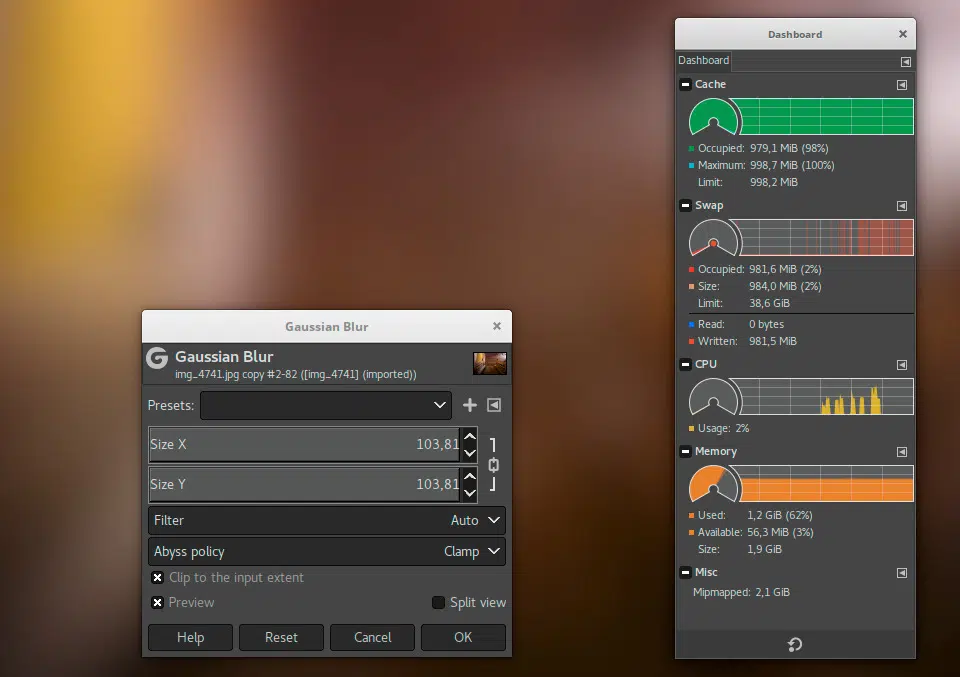 Dashboard
Dashboard
Cache
Occupied: 979,1 MiB (98%)
Maximum: 998,7 MiB (100%)
Limit: 998,2 MiB
Swap
Occupied: 981,6 MiB (2%)
Size: 984,0 MiB (2%)
Limit: 38,6 GiB
Read: 0 bytes
Written: 981,5 MiB
CPU
Usage: 2%
Memory
Used: 1,2 GiB (62%)
Available: 56,3 MiB (3%)
Size: 1,9 GiB
Misc
Mipmapped: 2,1 GiB
Gaussian Blur
Gaussian Blur
img_4741.jpg copy #2-82 ([img_4741] (imported))
Presets:
Size X 103,81
Size Y 103,81
Filter Auto
Abyss policy Clamp
Clip to the input extent
Preview Split view
Help Reset Cancel OK